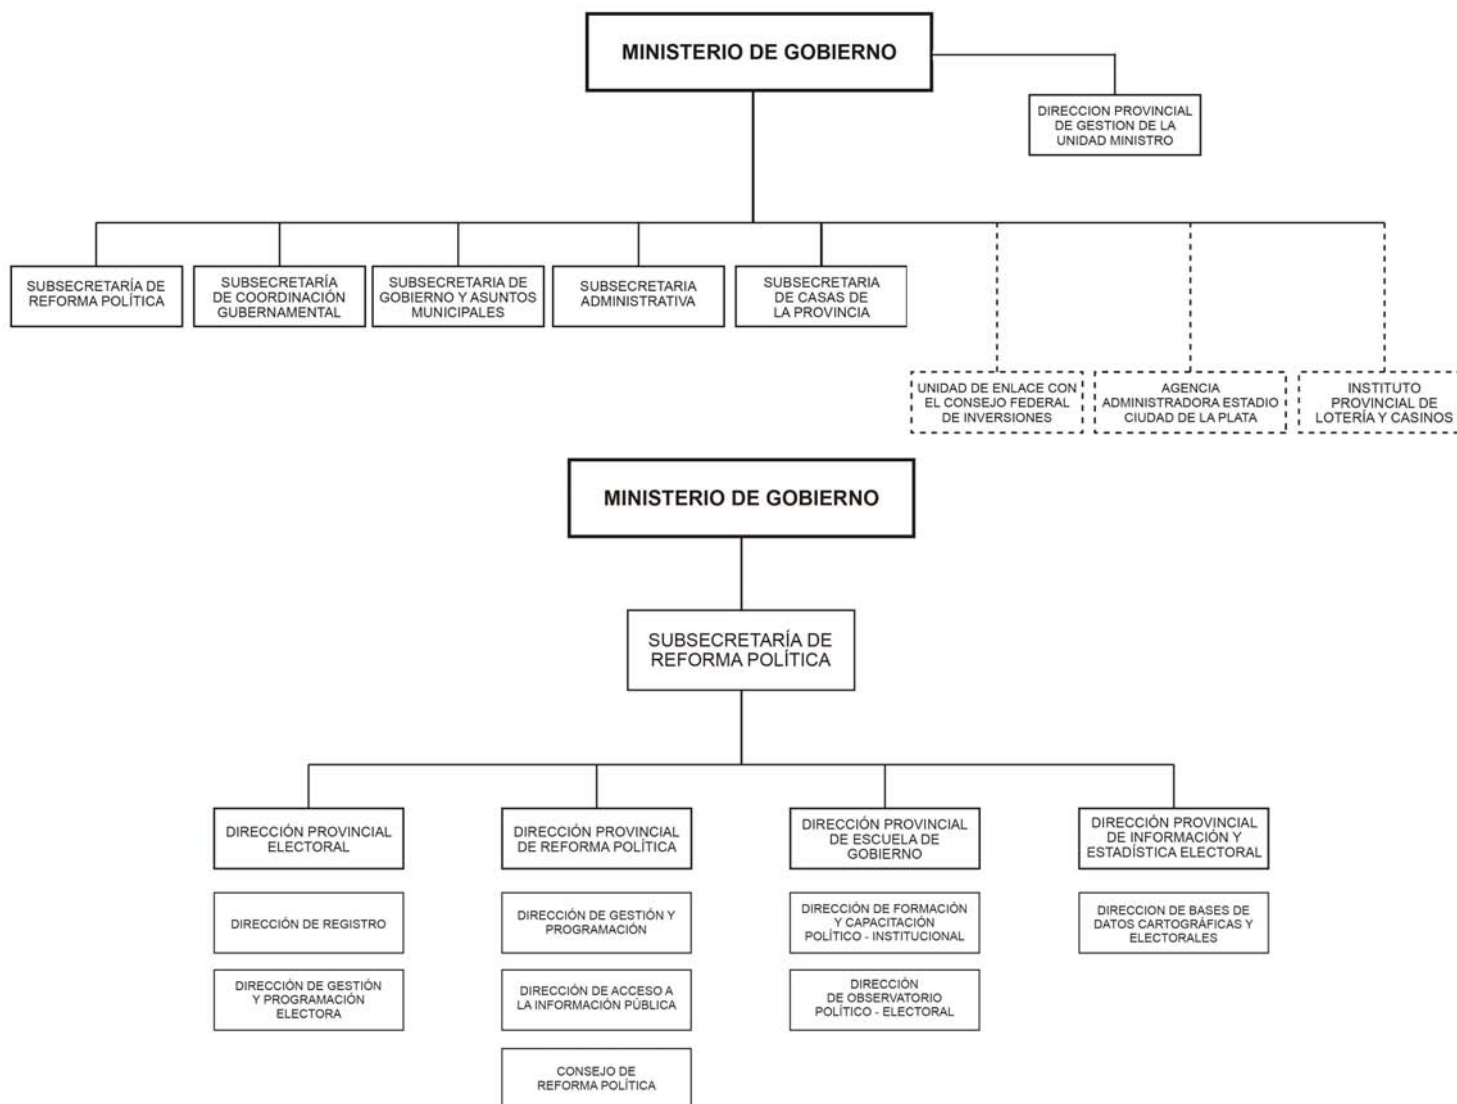 MINISTERIO DE GOBIERNO
DIRECCION PROVINCIAL
DE GESTION DE LA
UNIDAD MINISTRO
SUBSECRETARÍA DE
REFORMA POLÍTICA
SUBSECRETARÍA
DE COORDINACIÓN
GUBERNAMENTAL
SUBSECRETARIA DE
GOBIERNO Y ASUNTOS
MUNICIPALES
SUBSECRETARIA
ADMINISTRATIVA
SUBSECRETARIA
DE CASAS DE
LA PROVINCIA
UNIDAD DE ENLACE CON
EL CONSEJO FEDERAL
DE INVERSIONES
AGENCIA
ADMINISTRADORA ESTADIO
CIUDAD DE LA PLATA
INSTITUTO
PROVINCIAL DE
LOTERÍA Y CASINOS
MINISTERIO DE GOBIERNO
SUBSECRETARÍA DE
REFORMA POLÍTICA
DIRECCIÓN PROVINCIAL
ELECTORAL
DIRECCIÓN PROVINCIAL
DE REFORMA POLÍTICA
DIRECCIÓN PROVINCIAL
DE ESCUELA DE
GOBIERNO
DIRECCIÓN PROVINCIAL
DE INFORMACIÓN Y
ESTADÍSTICA ELECTORAL
DIRECCIÓN DE REGISTRO
DIRECCIÓN DE GESTIÓN Y
PROGRAMACIÓN
DIRECCIÓN DE FORMACIÓN
Y CAPACITACIÓN
POLÍTICO - INSTITUCIONAL
DIRECCION DE BASES DE
DATOS CARTOGRÁFICAS Y
ELECTORALES
DIRECCIÓN DE GESTIÓN
Y PROGRAMACIÓN
ELECTORA
DIRECCIÓN DE ACCESO A
LA INFORMACIÓN PÚBLICA
DIRECCIÓN
DE OBSERVATORIO
POLÍTICO - ELECTORAL
CONSEJO DE
REFORMA POLÍTICA